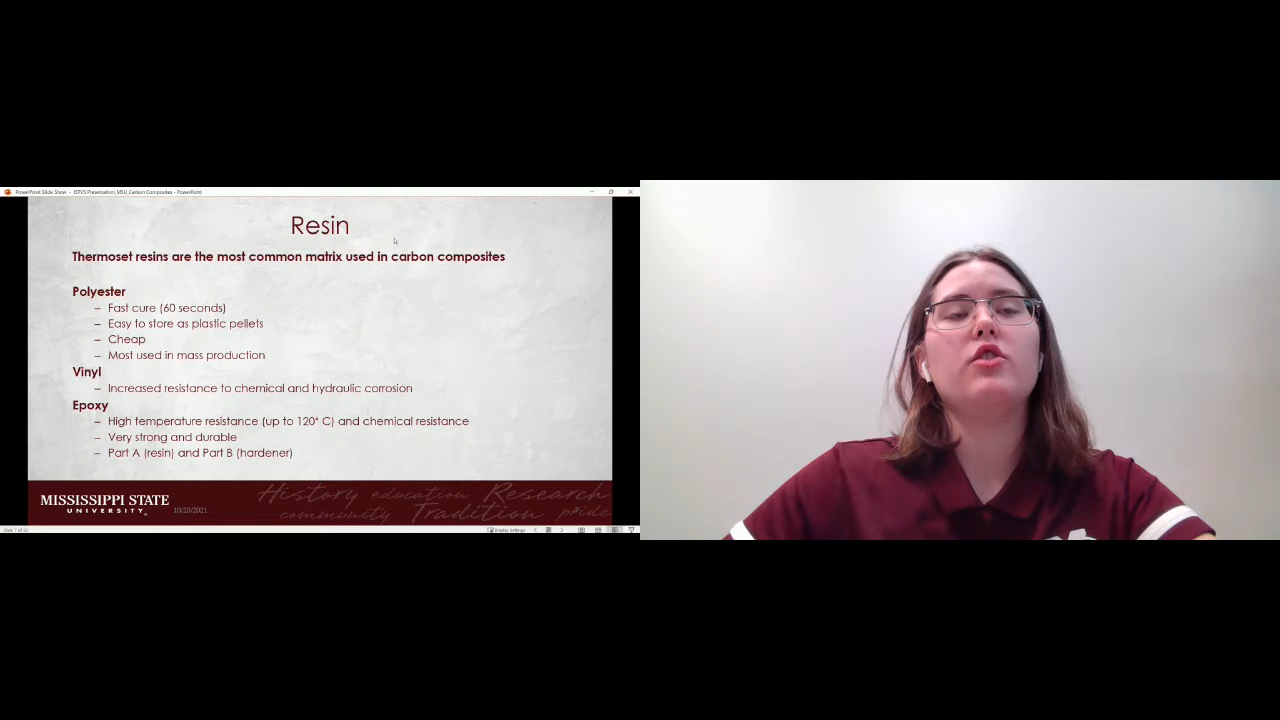 PowerPoint Slide Show - ISTVS Presentation_MSU_Carbon Composites - PowerPoint
Resin
Thermoset resins are the most common matrix used in carbon composites
Polyester
– Fast cure (60 seconds)
– Easy to store as plastic pellets
– Cheap
– Most used in mass production
Vinyl
– Increased resistance to chemical and hydraulic corrosion
Epoxy
– High temperature resistance (up to 120° C) and chemical resistance
– Very strong and durable
– Part A (resin) and Part B (hardener)
History education Research
MISSISSIPPI STATE
UNIVERSITY
10/20/2021
community Tradition pride
Display Settings